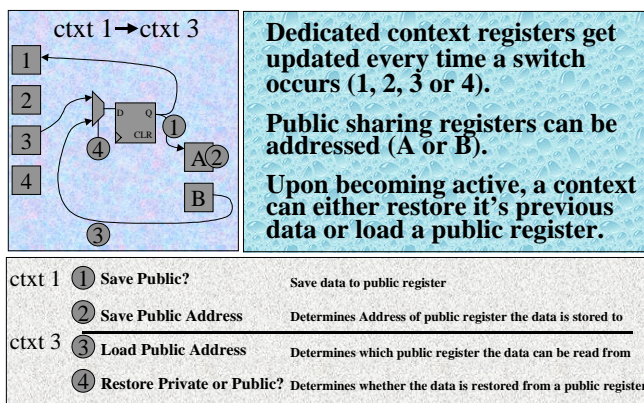 ctxt 1→ctxt 3
1
2
3
4
D Q
CLR
1
A 2
4
B
3
Dedicated context registers get
updated every time a switch
occurs (1, 2, 3 or 4).
Public sharing registers can be
addressed (A or B).
Upon becoming active, a context
can either restore it's previous
data or load a public register.
ctxt 1 1 Save Public? Save data to public register
2 Save Public Address Determines Address of public register the data is stored to
ctxt 3 3 Load Public Address Determines which public register the data can be read from
4 Restore Private or Public? Determines whether the data is restored from a public register